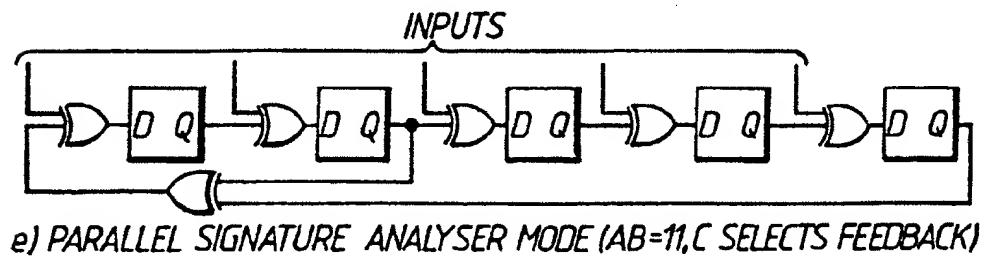 INPUTS
D Q D Q D Q D Q D Q
e) PARALLEL SIGNATURE ANALYSER MODE (AB=11,C SELECTS FEEDBACK)